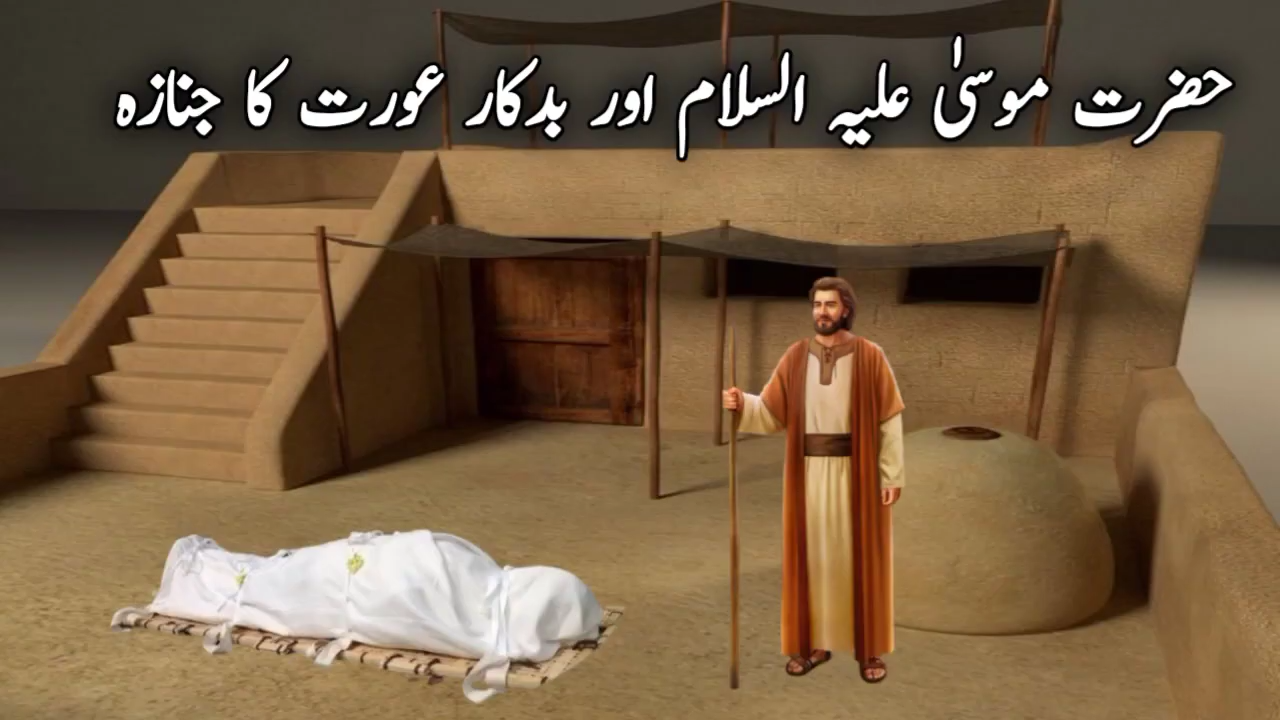 حضرت موسیٰ علیہ السلام اور بدکار عورت کا جنازہ